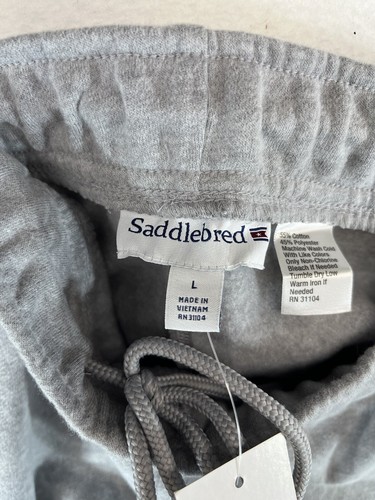 Saddlebred
L
MADE IN
VIETNAM
RN 31104
55% Cotton
45% Polyester
Machine Wash Cold
With Like Colors
Only Non-Chlorine
Bleach If Needed
Tumble Dry Low
Warm Iron If
Needed
RN 31104